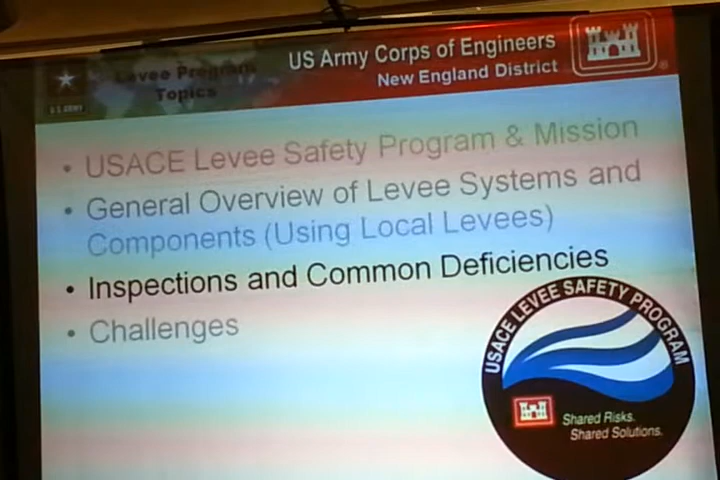 Levee Program
Topics
US Army Corps of Engineers
®
New England District
• USACE Levee Safety Program & Mission
• General Overview of Levee Systems and
Components (Using Local Levees)
• Inspections and Common Deficiencies
• Challenges
USACE LEVEE SAFETY PROGRAM
Shared Risks.
Shared Solutions.